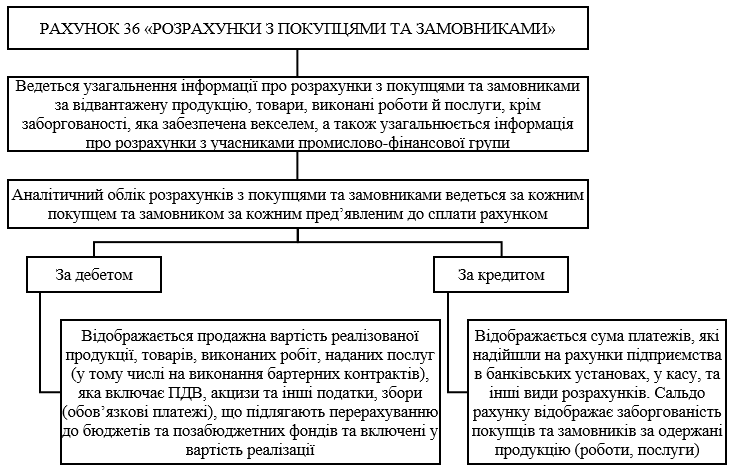 РАХУНОК 36 «РОЗРАХУНКИ З ПОКУПЦЯМИ ТА ЗАМОВНИКАМИ»
Ведеться узагальнення інформації про розрахунки з покупцями та замовниками
за відвантажену продукцію, товари, виконані роботи й послуги, крім
заборгованості, яка забезпечена векселем, а також узагальнюється інформація
про розрахунки з учасниками промислово-фінансової групи
Аналітичний облік розрахунків з покупцями та замовниками ведеться за кожним
покупцем та замовником за кожним пред’явленим до сплати рахунком
За дебетом
Відображається продажна вартість реалізованої
продукції, товарів, виконаних робіт, наданих послуг
(у тому числі на виконання бартерних контрактів),
яка включає ПДВ, акцизи та інші податки, збори
(обов’язкові платежі), що підлягають перерахуванню
до бюджетів та позабюджетних фондів та включені у
вартість реалізації
За кредитом
Відображається сума платежів, які
надійшли на рахунки підприємства
в банківських установах, у касу, та
інші види розрахунків. Сальдо
рахунку відображає заборгованість
покупців та замовників за одержані
продукцію (роботи, послуги)